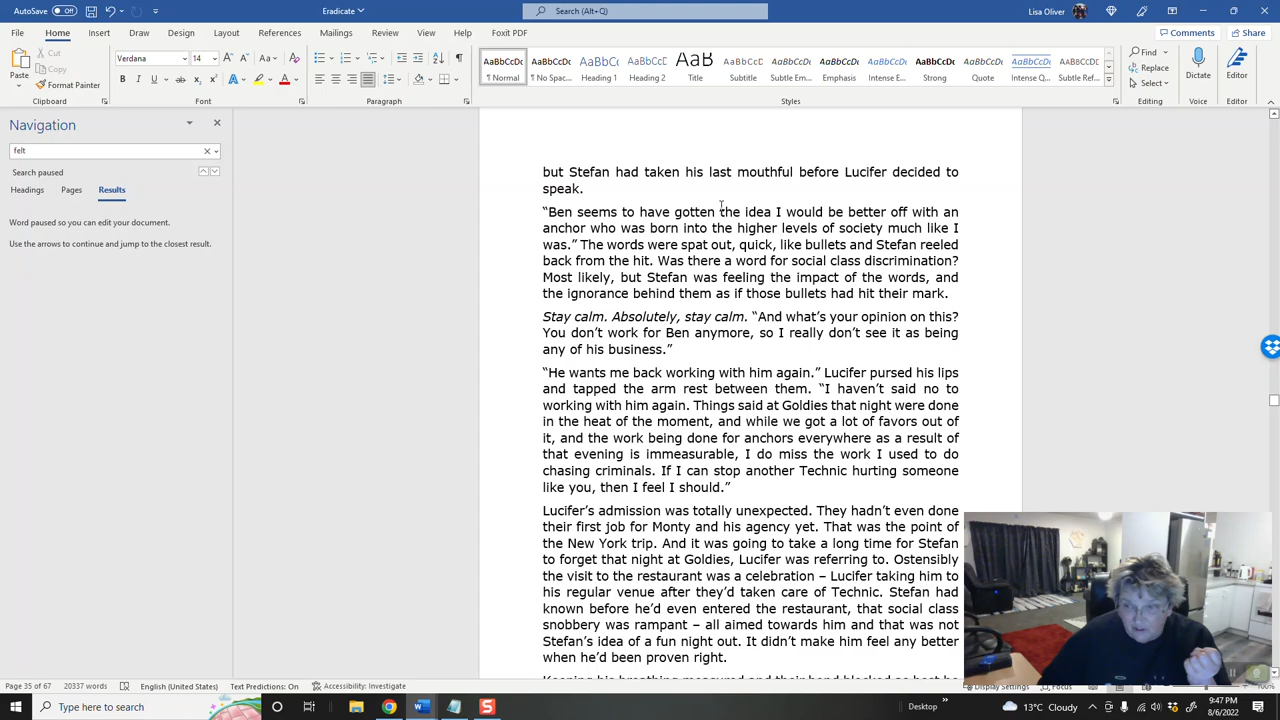 AutoSave Off Eradicate Search (Alt+Q) Lisa Oliver
File Home Insert Draw Design Layout References Mailings Review View Help Foxit PDF Comments Share
Paste Cut Copy Format Painter Verdana 14 AaBbCcDc AaBbCcDc AaBbCc AaBbCcD AaB AaBbCcD AaBbCcDc AaBbCcDc AaBbCcDc AaBbCcDc AaBbCcDc AaBbCcDc AaBbCcDc Find Replace Select Dictate Editor
¶ Normal ¶ No Spac... Heading 1 Heading 2 Title Subtitle Subtle Em... Emphasis Intense E... Strong Quote Intense Q... Subtle Ref...
Clipboard Font Paragraph Styles Editing Voice Editor
Navigation
felt
Search paused
Headings Pages Results
Word paused so you can edit your document.
Use the arrows to continue and jump to the closest result.
but Stefan had taken his last mouthful before Lucifer decided to
speak.
“Ben seems to have gotten the idea I would be better off with an
anchor who was born into the higher levels of society much like I
was.” The words were spat out, quick, like bullets and Stefan reeled
back from the hit. Was there a word for social class discrimination?
Most likely, but Stefan was feeling the impact of the words, and
the ignorance behind them as if those bullets had hit their mark.
Stay calm. Absolutely, stay calm. “And what’s your opinion on this?
You don’t work for Ben anymore, so I really don’t see it as being
any of his business.”
“He wants me back working with him again.” Lucifer pursed his lips
and tapped the arm rest between them. “I haven’t said no to
working with him again. Things said at Goldies that night were done
in the heat of the moment, and while we got a lot of favors out of
it, and the work being done for anchors everywhere as a result of
that evening is immeasurable, I do miss the work I used to do
chasing criminals. If I can stop another Technic hurting someone
like you, then I feel I should.”
Lucifer’s admission was totally unexpected. They hadn’t even done
their first job for Monty and his agency yet. That was the point of
the New York trip. And it was going to take a long time for Stefan
to forget that night at Goldies, Lucifer was referring to. Ostensibly
the visit to the restaurant was a celebration – Lucifer taking him to
his regular venue after they’d taken care of Technic. Stefan had
known before he’d even entered the restaurant, that social class
snobbery was rampant – all aimed towards him and that was not
Stefan’s idea of a fun night out. It didn’t make him feel any better
when he’d been proven right.
Page 35 of 67 20337 words English (United States) Text Predictions: On Accessibility: Investigate Display Settings Focus 100%
Type here to search Desktop 13°C Cloudy 9:47 PM
8/6/2022